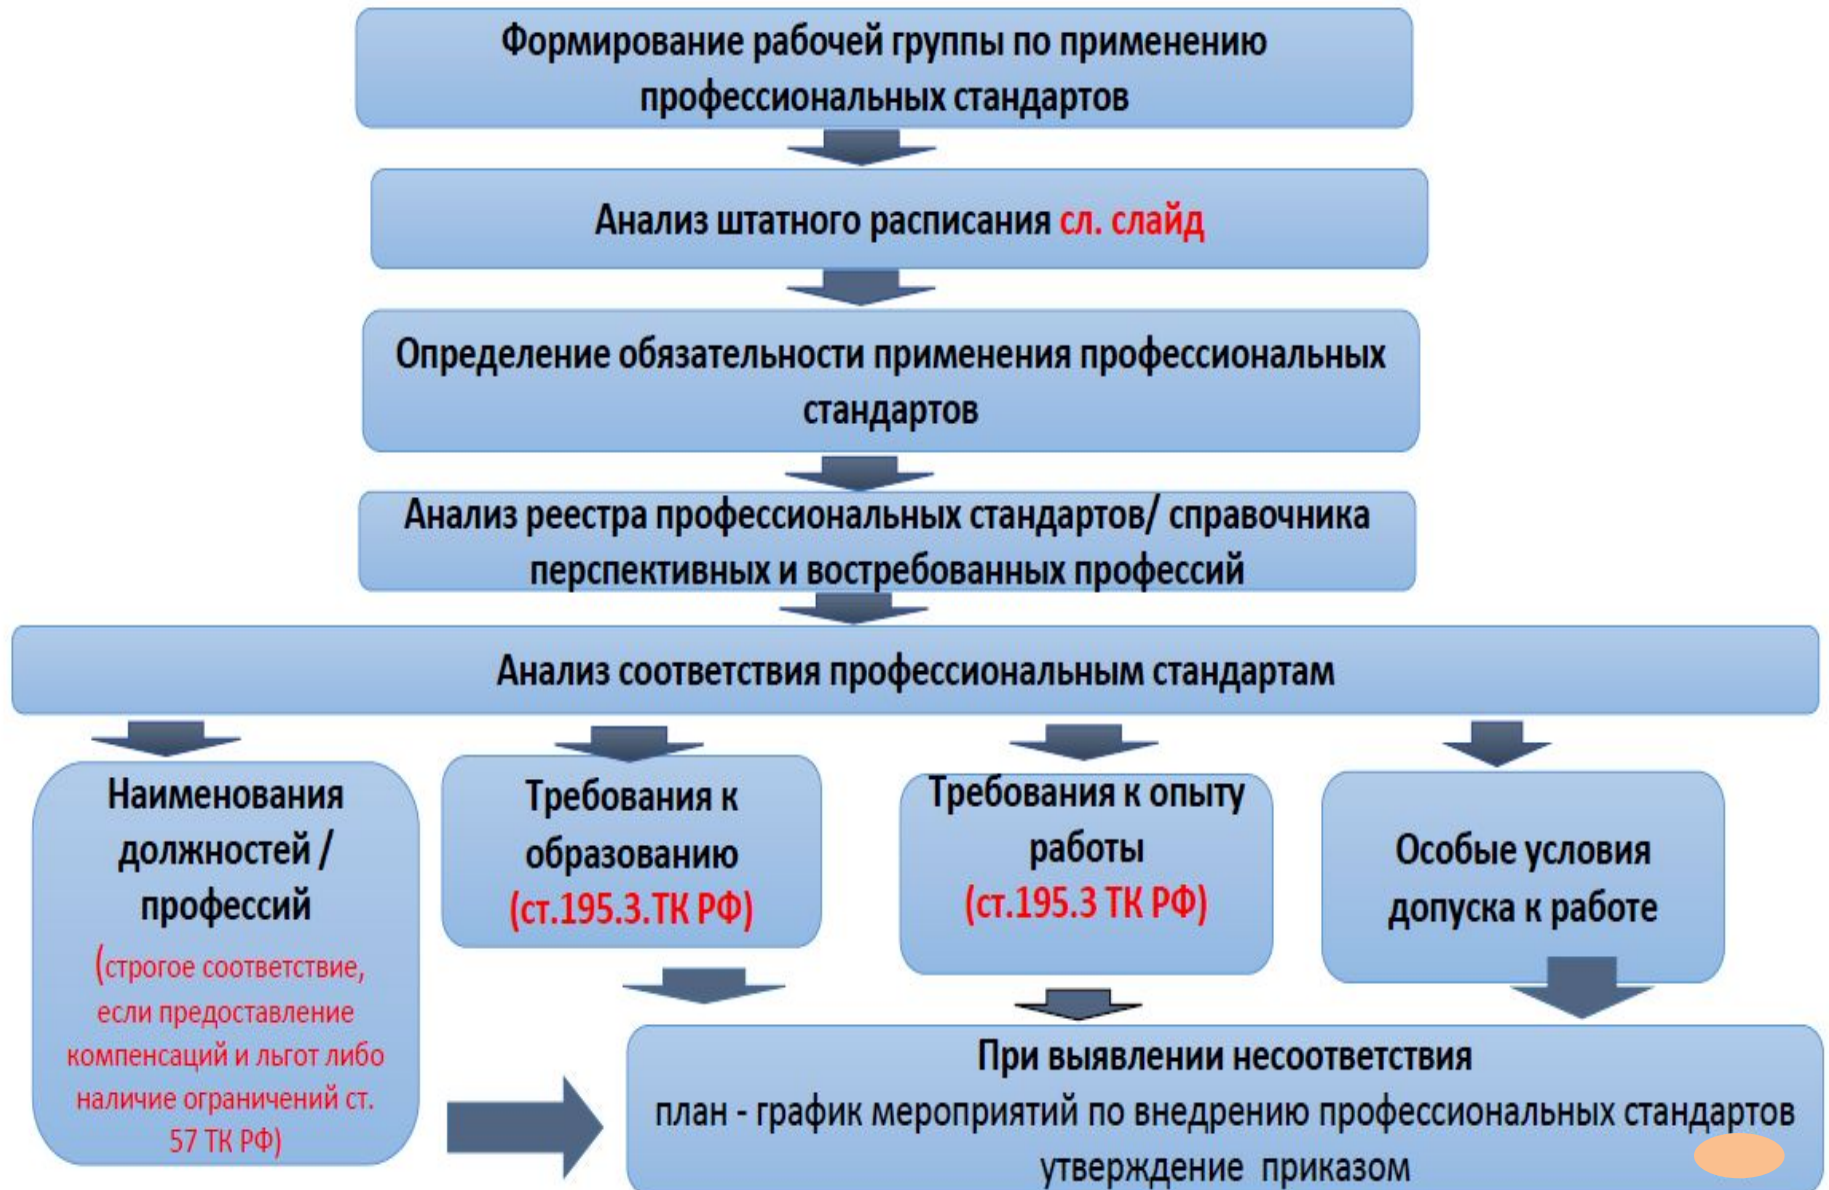 Формирование рабочей группы по применению
профессиональных стандартов
Анализ штатного расписания сл. слайд
Определение обязательности применения профессиональных
стандартов
Анализ реестра профессиональных стандартов/ справочника
перспективных и востребованных профессий
Анализ соответствия профессиональным стандартам
Наименования
должностей /
профессий
(строгое соответствие,
если предоставление
компенсаций и льгот либо
наличие ограничений ст.
57 ТК РФ)
Требования к
образованию
(ст.195.3.ТК РФ)
Требования к опыту
работы
(ст.195.3 ТК РФ)
Особые условия
допуска к работе
При выявлении несоответствия
план - график мероприятий по внедрению профессиональных стандартов
утверждение приказом